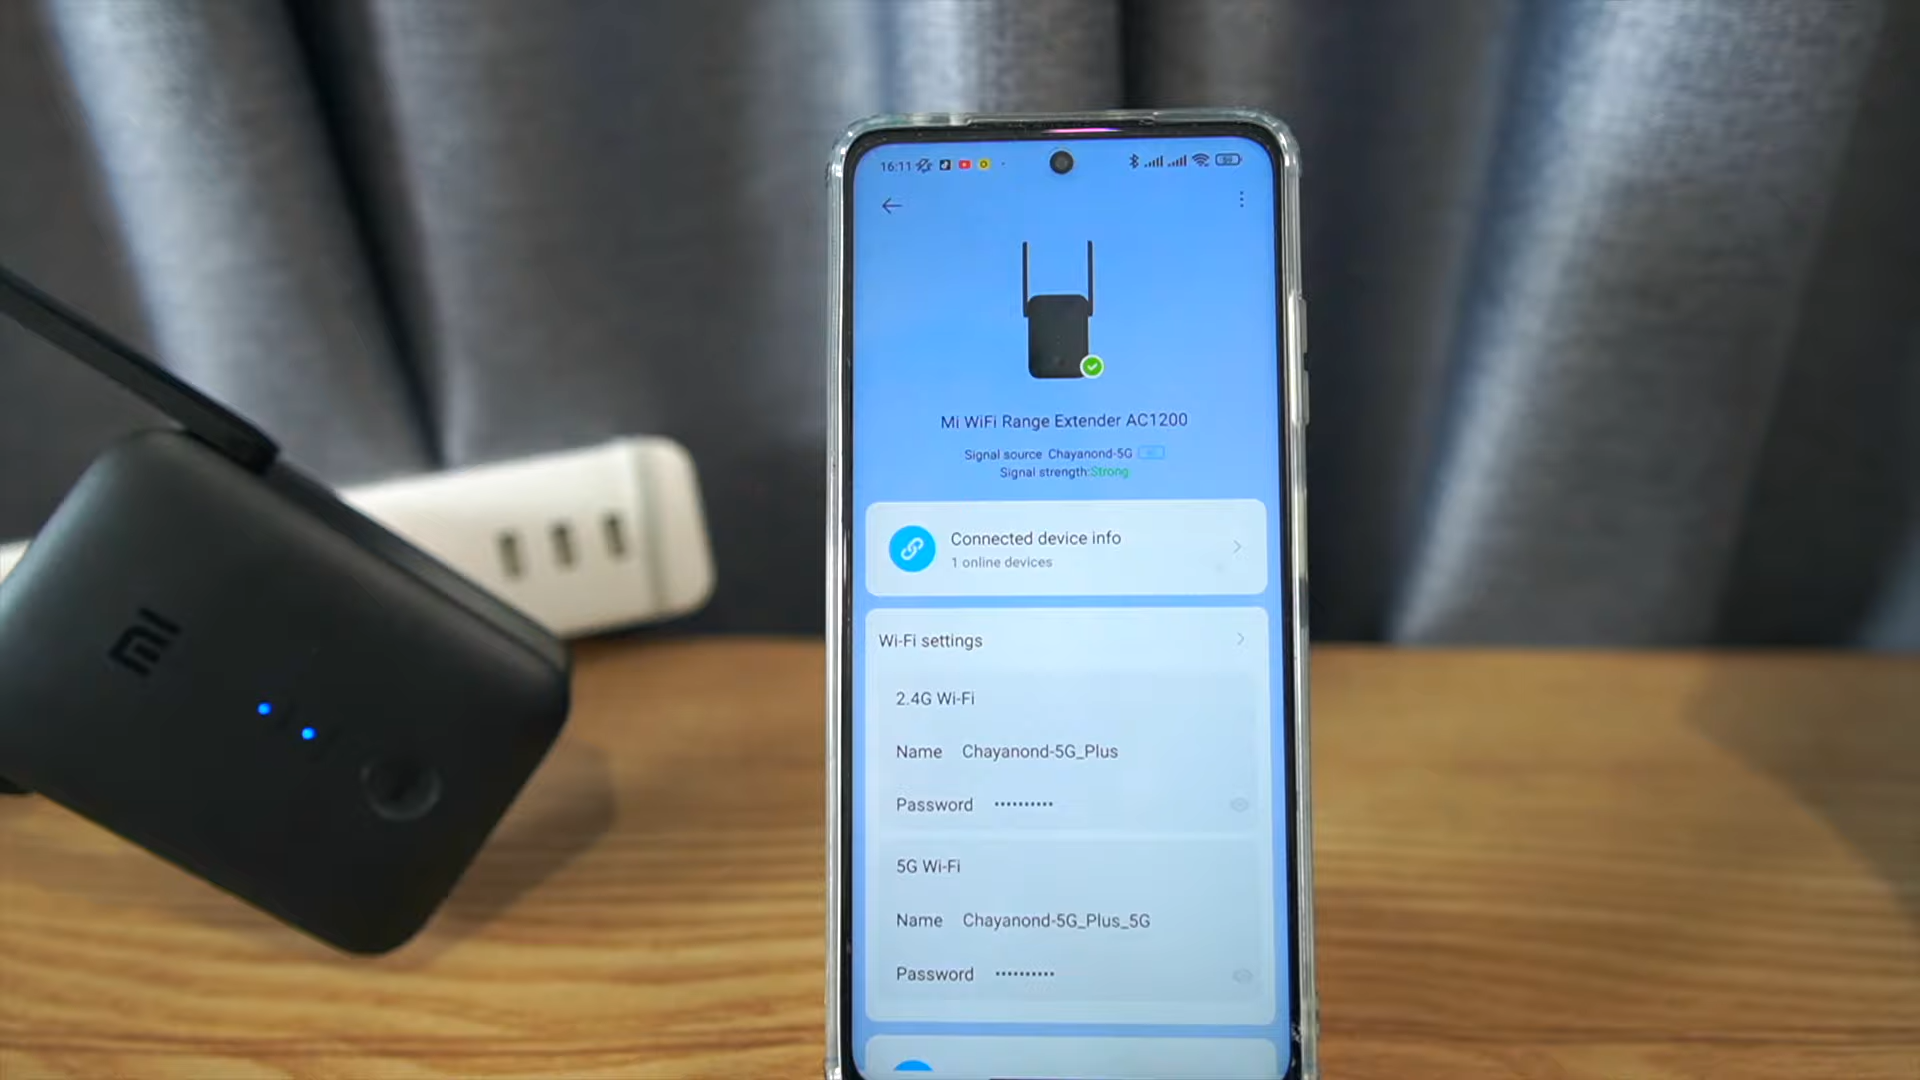 16:11
Mi WiFi Range Extender AC1200
Signal source Chayanond-5G
Signal strength:Strong
Connected device info
1 online devices
Wi-Fi settings
2.4G Wi-Fi
Name Chayanond-5G_Plus
Password ••••••••••
5G Wi-Fi
Name Chayanond-5G_Plus_5G
Password ••••••••••
MI